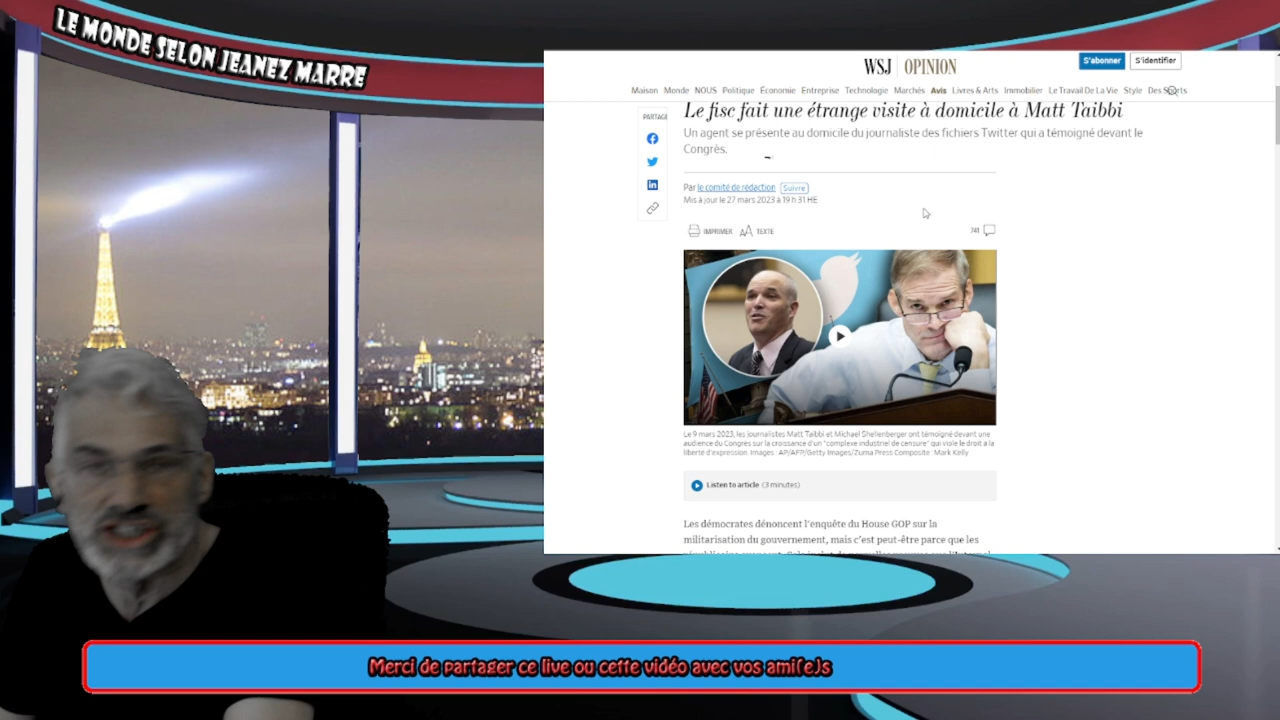 LE MONDE SELON JEANEZ MARRE
WSJ OPINION
S'abonner S'identifier
Maison Monde NOUS Politique Économie Entreprise Technologie Marchés Avis Livres & Arts Immobilier Le Travail De La Vie Style Des Sports
Le fisc fait une étrange visite à domicile à Matt Taibbi
PARTAGE
Un agent se présente au domicile du journaliste des fichiers Twitter qui a témoigné devant le
Congrès.
Par le comité de rédaction Suivre
Mis à jour le 27 mars 2023 à 19 h 31 HE
IMPRIMER AA TEXTE
741
Le 9 mars 2023, les journalistes Matt Taibbi et Michael Shellenberger ont témoigné devant une
audience du Congrès sur la croissance d'un "complexe industriel de censure" qui viole le droit à la
liberté d'expression. Images : AP/AFP/Getty Images/Zuma Press Composite : Mark Kelly
Listen to article (3 minutes)
Les démocrates dénoncent l'enquête du House GOP sur la
militarisation du gouvernement, mais c'est peut-être parce que les
Merci de partager ce live ou cette vidéo avec vos ami(e)s